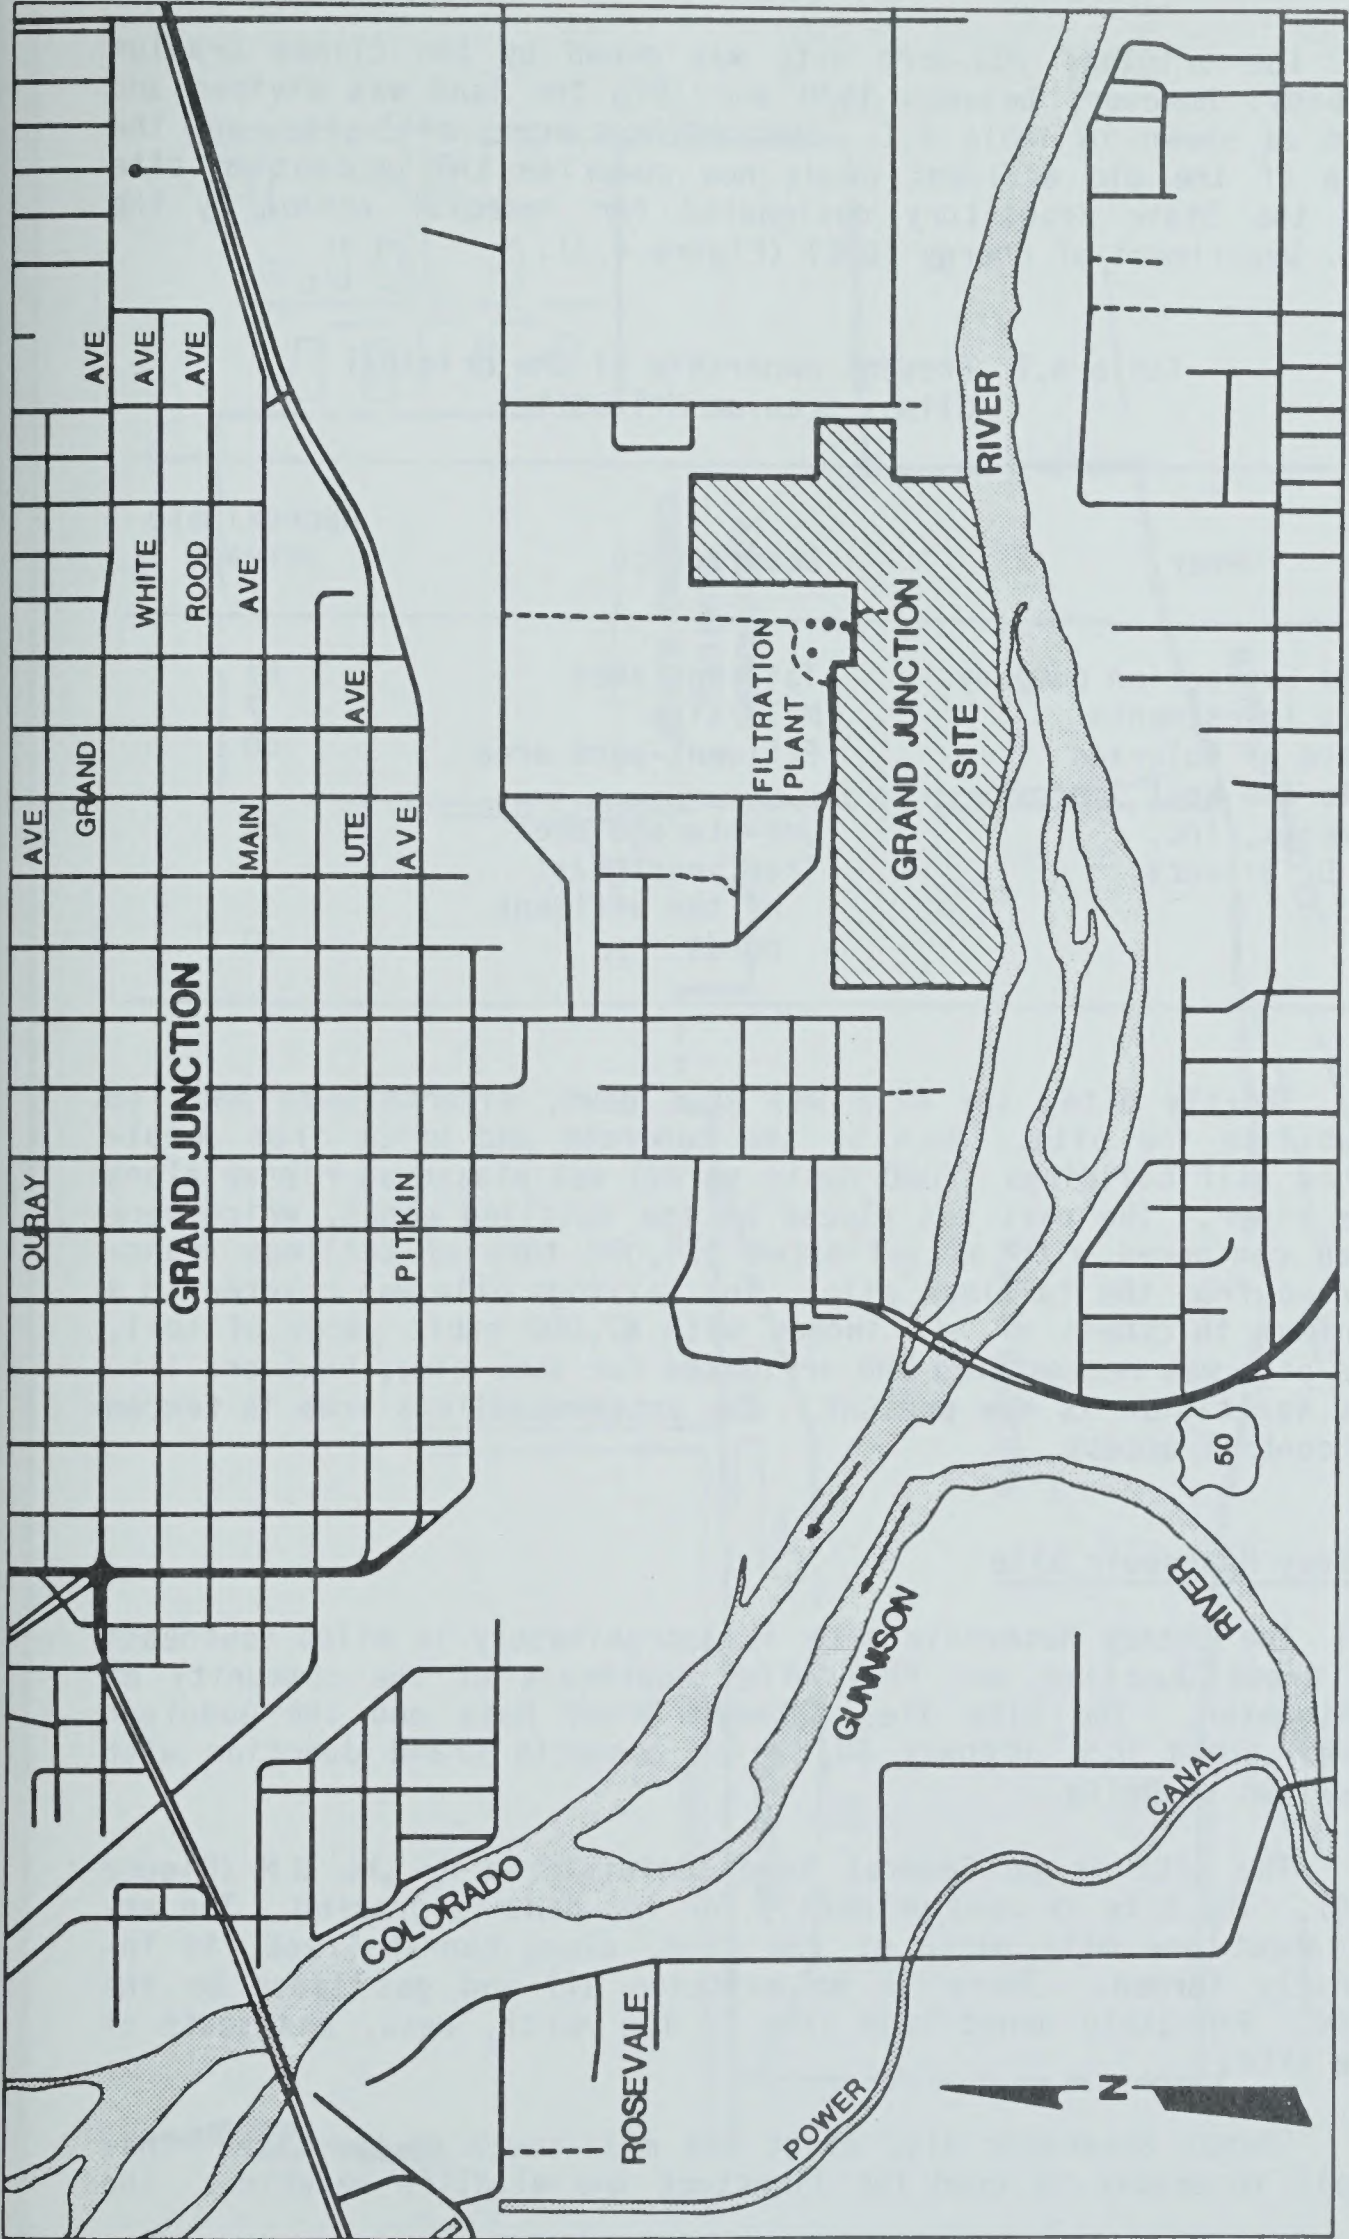 OURAY
AVE
GRAND
AVE
WHITE
AVE
GRAND JUNCTION
ROOD
AVE
MAIN
AVE
UTE
AVE
PITKIN
AVE
FILTRATION
PLANT
GRAND JUNCTION
SITE
RIVER
COLORADO
GUNNISON
RIVER
50
ROSEVALE
POWER
CANAL
N